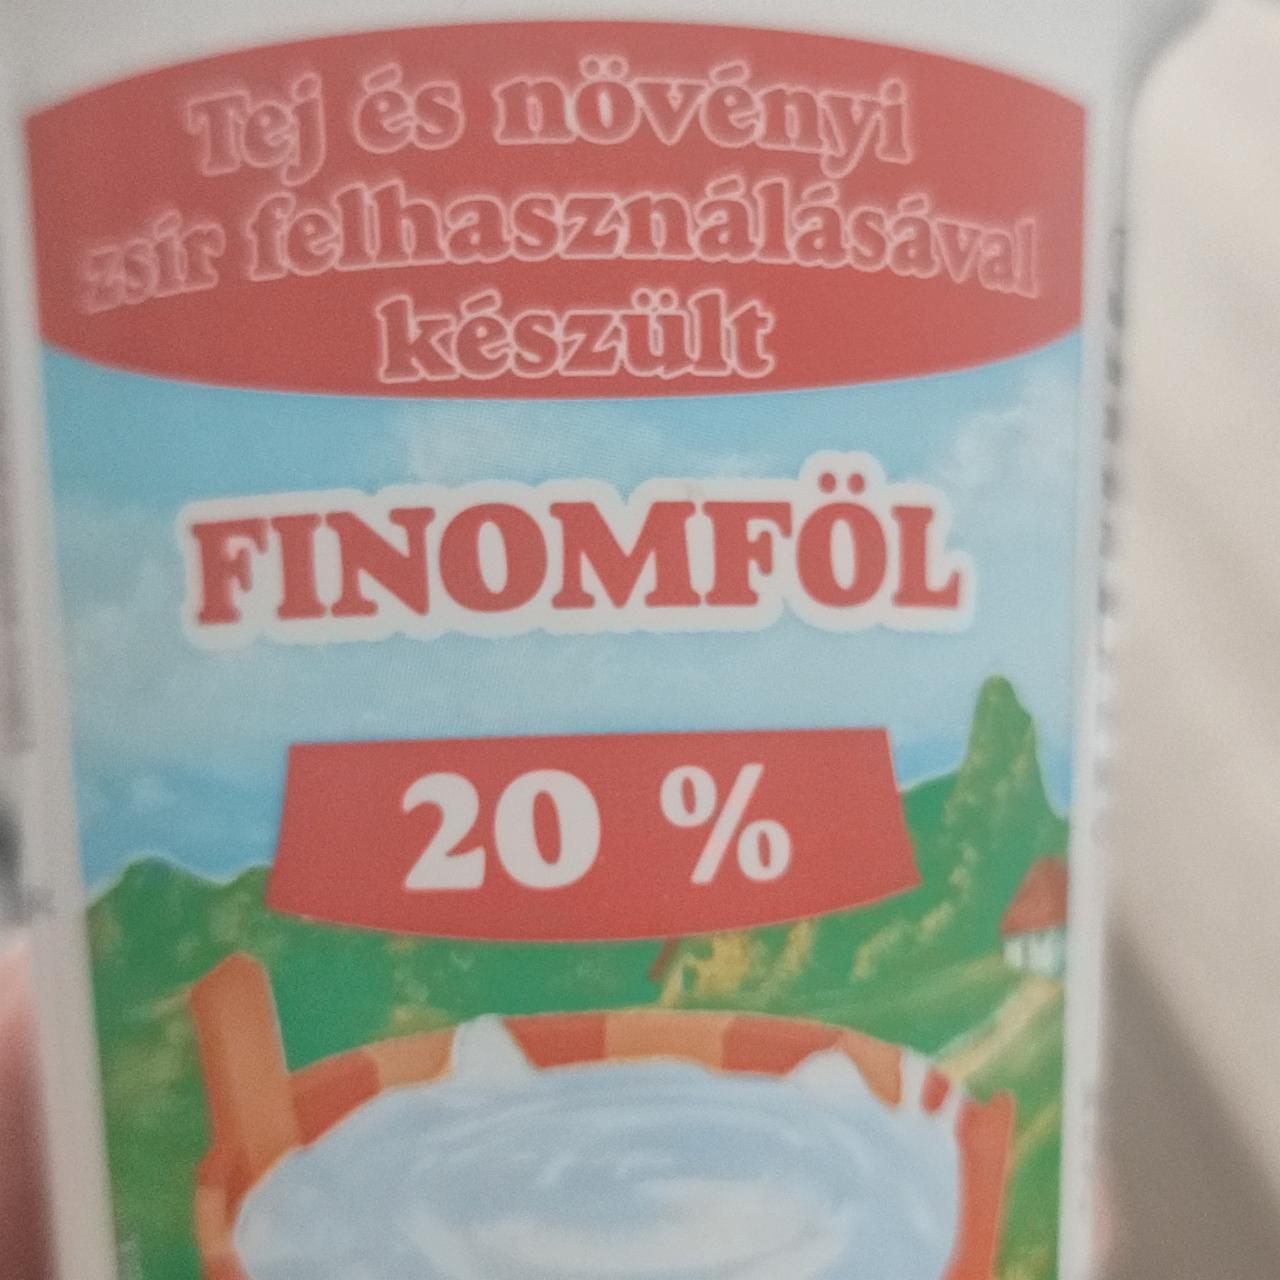 Tej és növényi
zsír felhasználásával
készült
FINOMFÖL
20 %